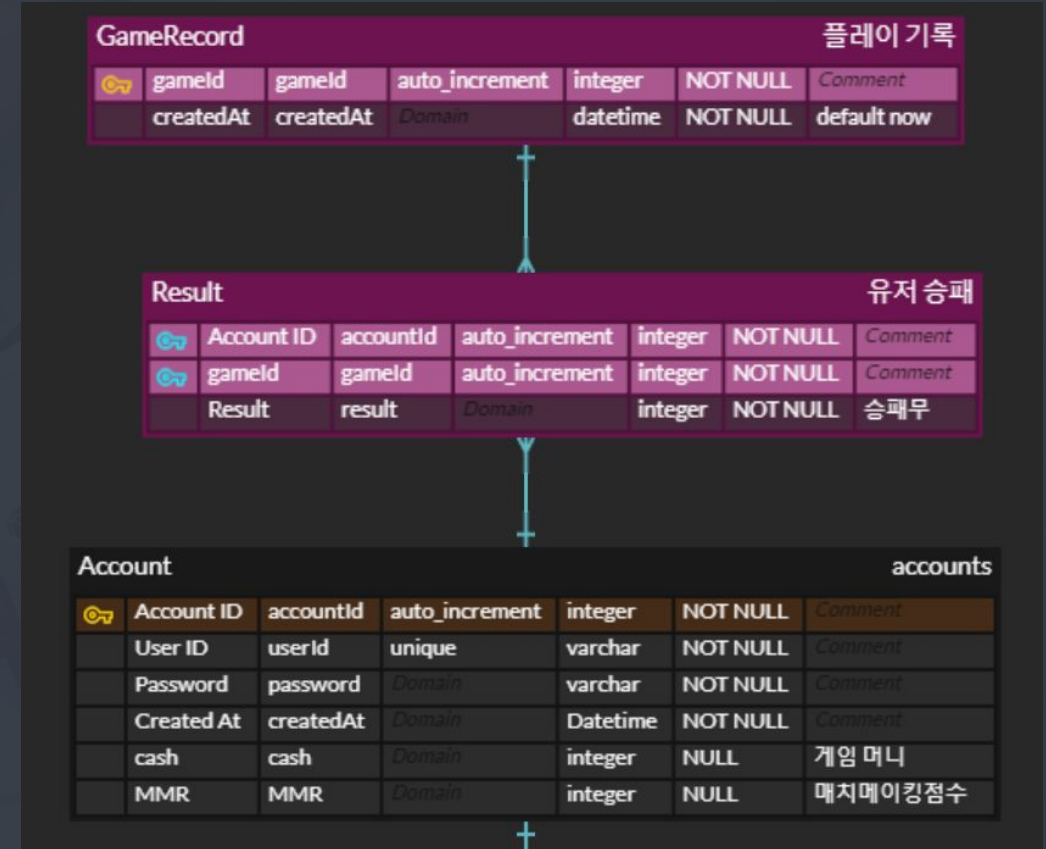 GameRecord 플레이 기록
gameId gameId auto_increment integer NOT NULL Comment
createdAt createdAt Domain datetime NOT NULL default now
Result 유저 승패
Account ID accountId auto_increment integer NOT NULL Comment
gameId gameId auto_increment integer NOT NULL Comment
Result result Domain integer NOT NULL 승패무
Account accounts
Account ID accountId auto_increment integer NOT NULL Comment
User ID userId unique varchar NOT NULL Comment
Password password Domain varchar NOT NULL Comment
Created At createdAt Domain Datetime NOT NULL Comment
cash cash Domain integer NULL 게임 머니
MMR MMR Domain integer NULL 매치메이킹점수